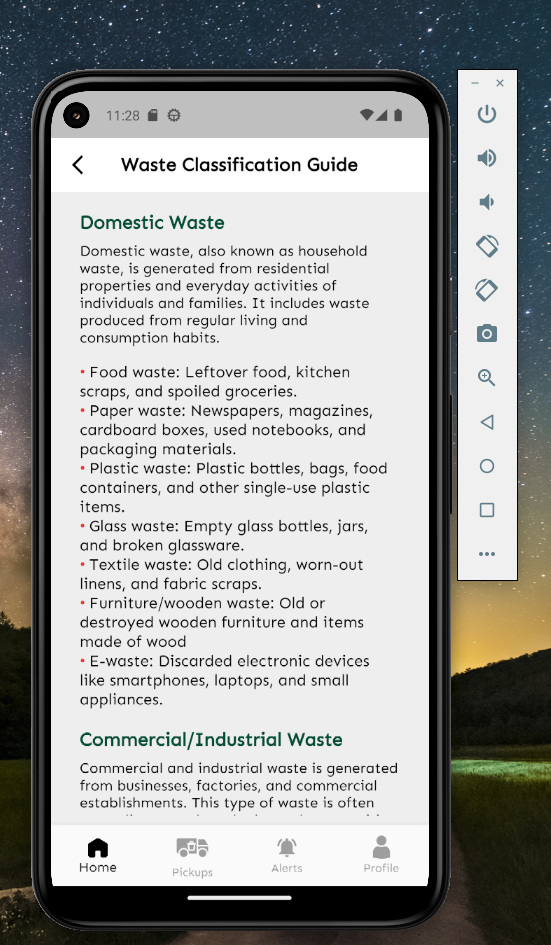 11:28
Waste Classification Guide
Domestic Waste
Domestic waste, also known as household
waste, is generated from residential
properties and everyday activities of
individuals and families. It includes waste
produced from regular living and
consumption habits.
• Food waste: Leftover food, kitchen
scraps, and spoiled groceries.
• Paper waste: Newspapers, magazines,
cardboard boxes, used notebooks, and
packaging materials.
• Plastic waste: Plastic bottles, bags, food
containers, and other single-use plastic
items.
• Glass waste: Empty glass bottles, jars,
and broken glassware.
• Textile waste: Old clothing, worn-out
linens, and fabric scraps.
• Furniture/wooden waste: Old or
destroyed wooden furniture and items
made of wood
• E-waste: Discarded electronic devices
like smartphones, laptops, and small
appliances.
Commercial/Industrial Waste
Commercial and industrial waste is generated
from businesses, factories, and commercial
establishments. This type of waste is often
Home
Pickups
Alerts
Profile